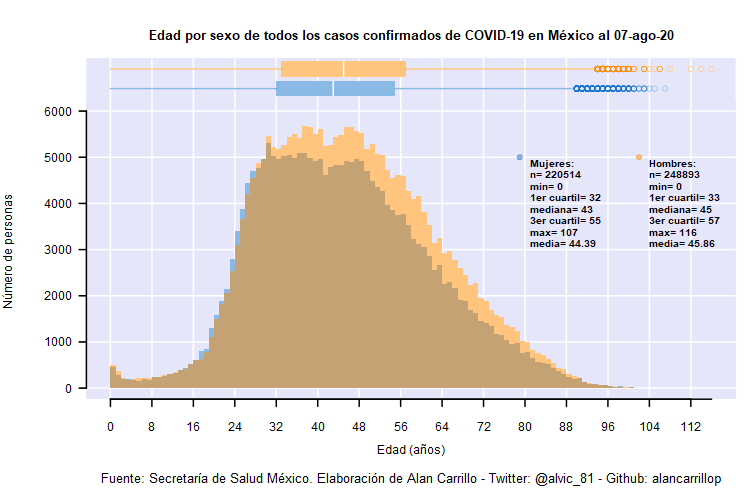 Edad por sexo de todos los casos confirmados de COVID-19 en México al 07-ago-20
6000
5000
4000
3000
2000
1000
0
Número de personas
Mujeres:
n= 220514
min= 0
1er cuartil= 32
mediana= 43
3er cuartil= 55
max= 107
media= 44.39
Hombres:
n= 248893
min= 0
1er cuartil= 33
mediana= 45
3er cuartil= 57
max= 116
media= 45.86
0 8 16 24 32 40 48 56 64 72 80 88 96 104 112
Edad (años)
Fuente: Secretaría de Salud México. Elaboración de Alan Carrillo - Twitter: @alvic_81 - Github: alancarrillop